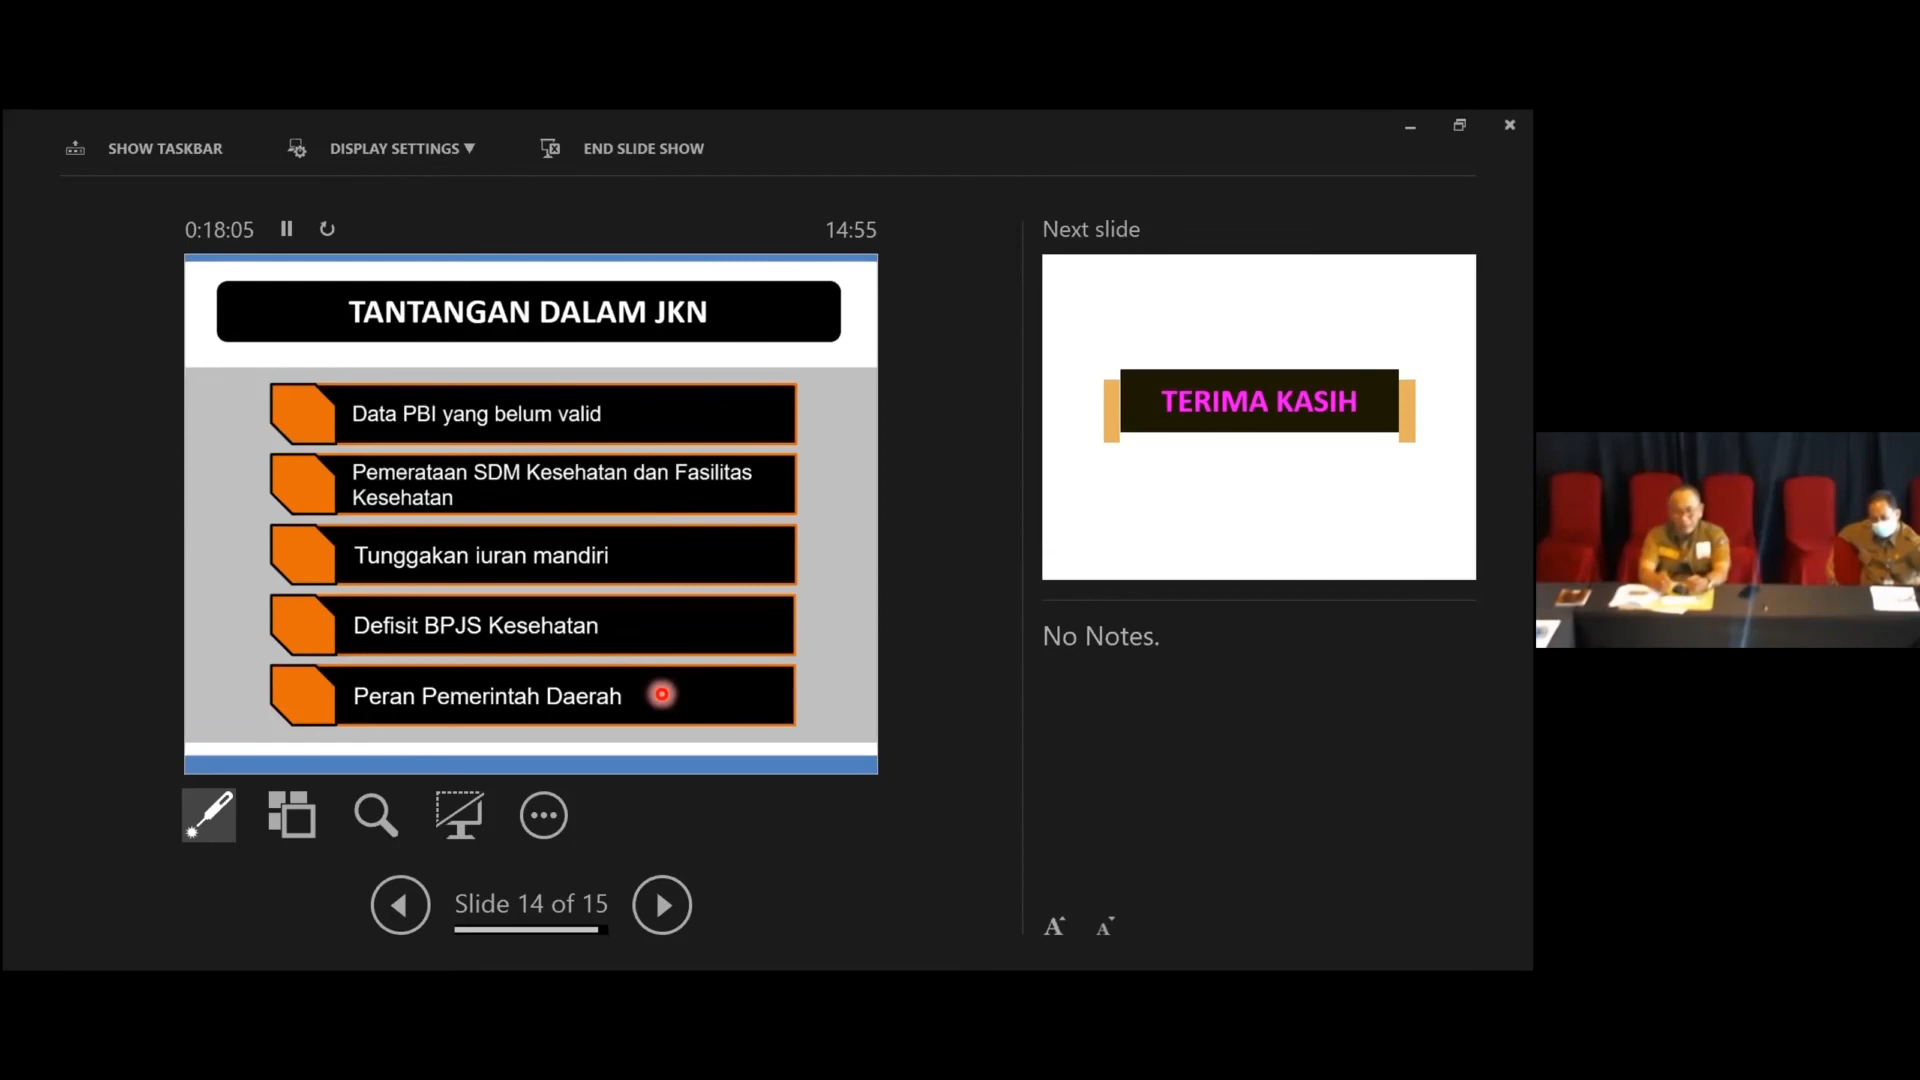 SHOW TASKBAR
DISPLAY SETTINGS ▼
END SLIDE SHOW
0:18:05
14:55
TANTANGAN DALAM JKN
Data PBI yang belum valid
Pemerataan SDM Kesehatan dan Fasilitas
Kesehatan
Tunggakan iuran mandiri
Defisit BPJS Kesehatan
Peran Pemerintah Daerah
Slide 14 of 15
Next slide
TERIMA KASIH
No Notes.
A
A